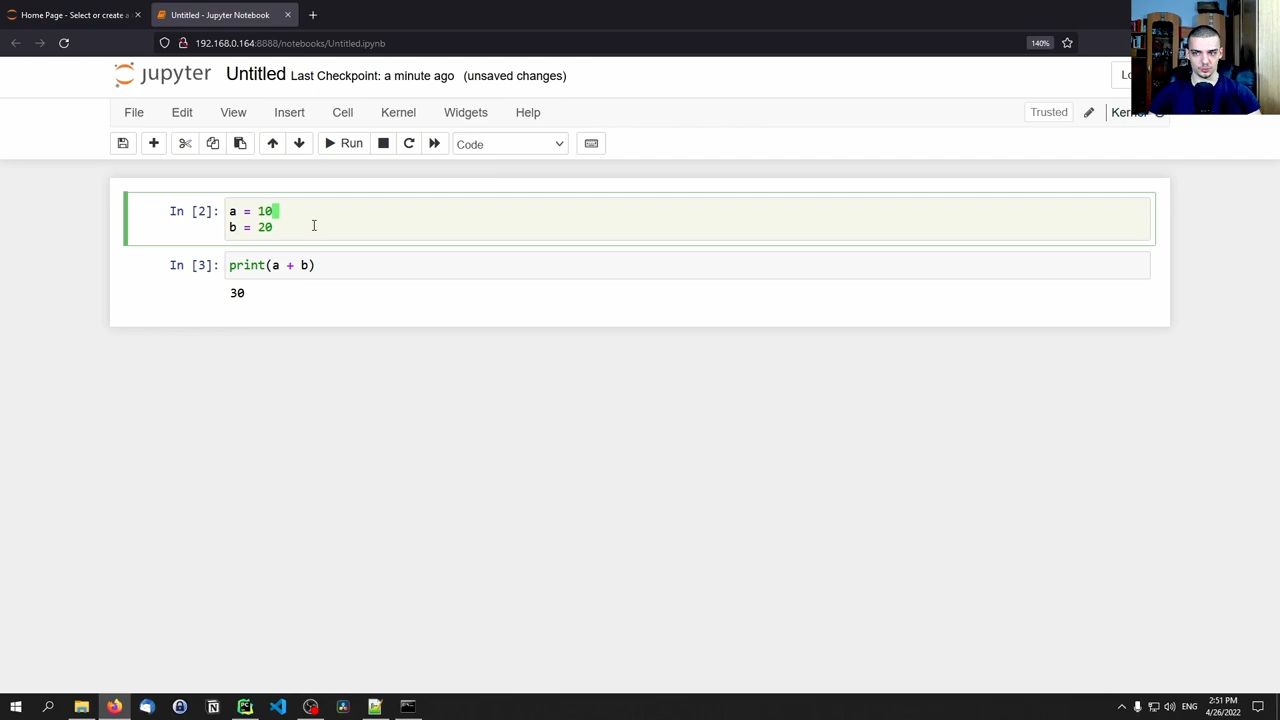 Home Page - Select or create a
Untitled - Jupyter Notebook
192.168.0.164:8888/notebooks/Untitled.ipynb
140%
jupyter Untitled Last Checkpoint: a minute ago (unsaved changes)
File Edit View Insert Cell Kernel Widgets Help
Trusted
Run
Code
In [2]: a = 10
b = 20
In [3]: print(a + b)
30
ENG
2:51 PM
4/26/2022